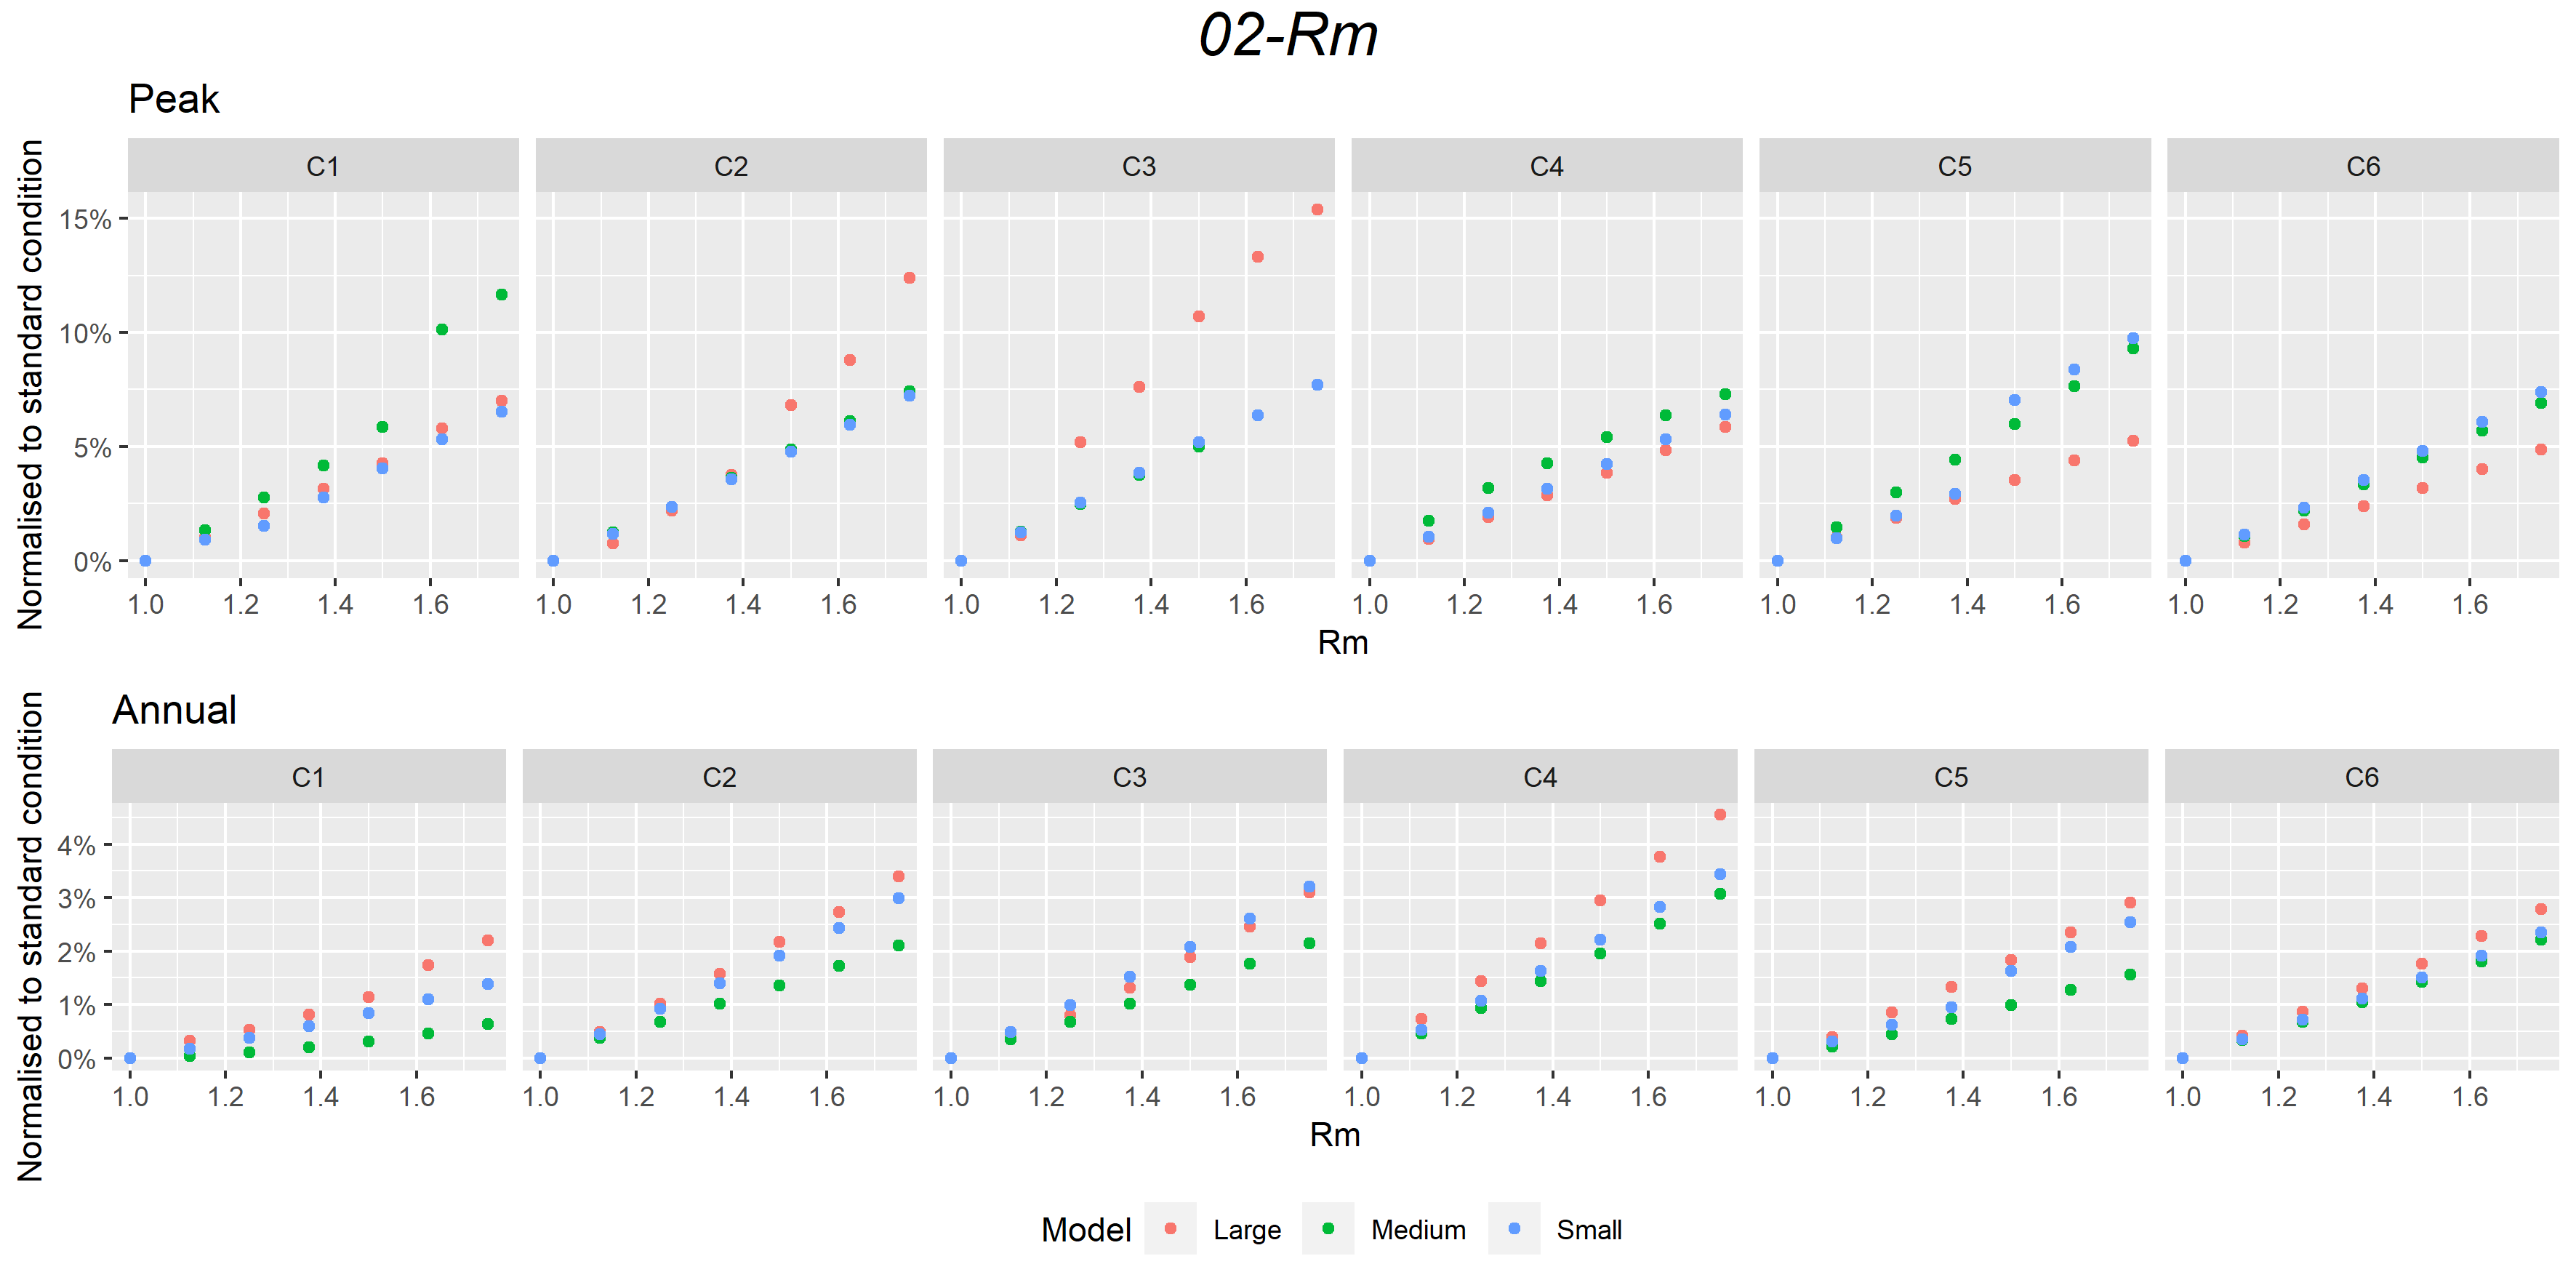 02-Rm
Peak
Normalised to standard condition
C1 C2 C3 C4 C5 C6
15%
10%
5%
0%
1.0 1.2 1.4 1.6 1.0 1.2 1.4 1.6 1.0 1.2 1.4 1.6 1.0 1.2 1.4 1.6 1.0 1.2 1.4 1.6 1.0 1.2 1.4 1.6
Rm
Annual
Normalised to standard condition
C1 C2 C3 C4 C5 C6
4%
3%
2%
1%
0%
1.0 1.2 1.4 1.6 1.0 1.2 1.4 1.6 1.0 1.2 1.4 1.6 1.0 1.2 1.4 1.6 1.0 1.2 1.4 1.6 1.0 1.2 1.4 1.6
Rm
Model Large Medium Small